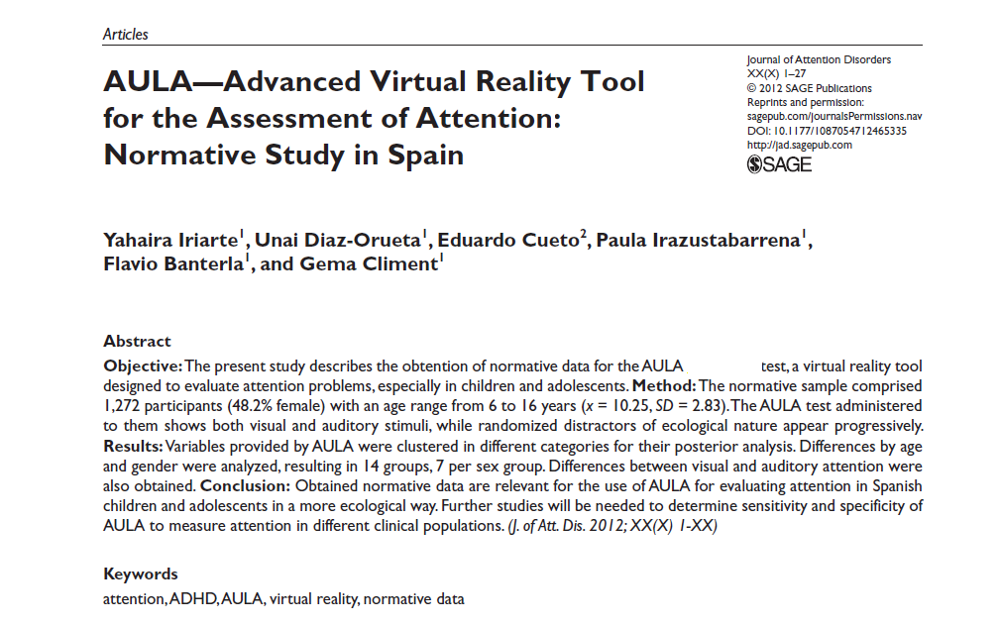 Articles
AULA—Advanced Virtual Reality Tool
for the Assessment of Attention:
Normative Study in Spain
Journal of Attention Disorders
XX(X) 1–27
© 2012 SAGE Publications
Reprints and permission:
sagepub.com/journalsPermissions.nav
DOI: 10.1177/1087054712465335
http://jad.sagepub.com
SAGE
Yahaira Iriarte1, Unai Diaz-Orueta1, Eduardo Cueto2, Paula Irazustabarrena1,
Flavio Banterla1, and Gema Climent1
Abstract
Objective: The present study describes the obtention of normative data for the AULA test, a virtual reality tool
designed to evaluate attention problems, especially in children and adolescents. Method: The normative sample comprised
1,272 participants (48.2% female) with an age range from 6 to 16 years (x = 10.25, SD = 2.83). The AULA test administered
to them shows both visual and auditory stimuli, while randomized distractors of ecological nature appear progressively.
Results: Variables provided by AULA were clustered in different categories for their posterior analysis. Differences by age
and gender were analyzed, resulting in 14 groups, 7 per sex group. Differences between visual and auditory attention were
also obtained. Conclusion: Obtained normative data are relevant for the use of AULA for evaluating attention in Spanish
children and adolescents in a more ecological way. Further studies will be needed to determine sensitivity and specificity of
AULA to measure attention in different clinical populations. (J. of Att. Dis. 2012; XX(X) 1-XX)
Keywords
attention, ADHD, AULA, virtual reality, normative data